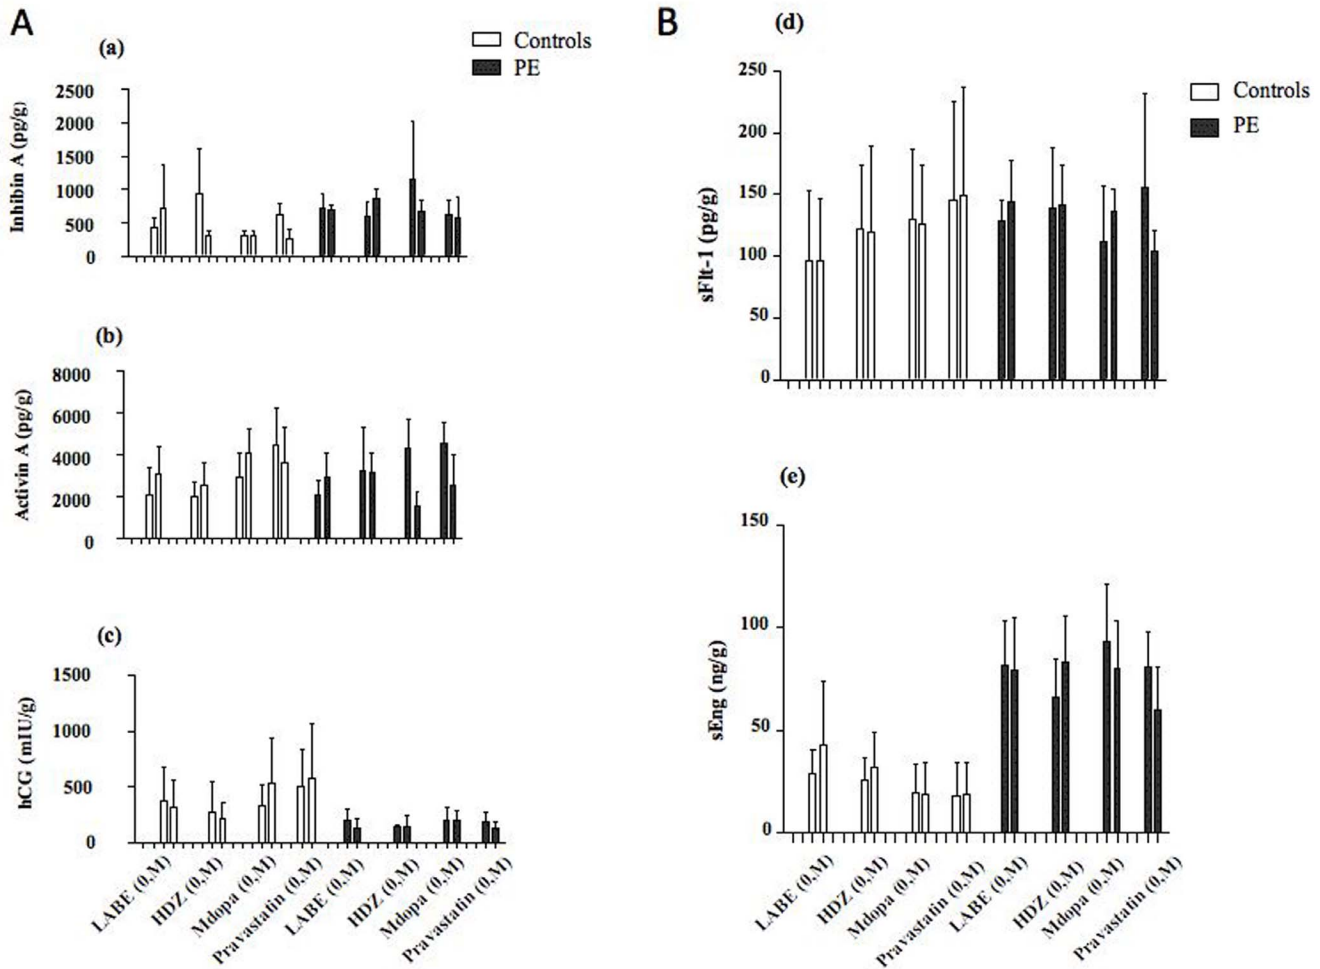 A
(a)
Controls
PE
Inhibin A (pg/g)
2500
2000
1500
1000
500
0
(b)
Activin A (pg/g)
8000
6000
4000
2000
0
(c)
hCG (mIU/g)
1500
1000
500
0
LABE (0,M)
HDZ (0,M)
Mdopa (0,M)
Pravastatin (0,M)
LABE (0,M)
HDZ (0,M)
Mdopa (0,M)
Pravastatin (0,M)
B
(d)
Controls
PE
sFlt-1 (pg/g)
250
200
150
100
50
0
(e)
sEng (ng/g)
150
100
50
0
LABE (0,M)
HDZ (0,M)
Mdopa (0,M)
Pravastatin (0,M)
LABE (0,M)
HDZ (0,M)
Mdopa (0,M)
Pravastatin (0,M)